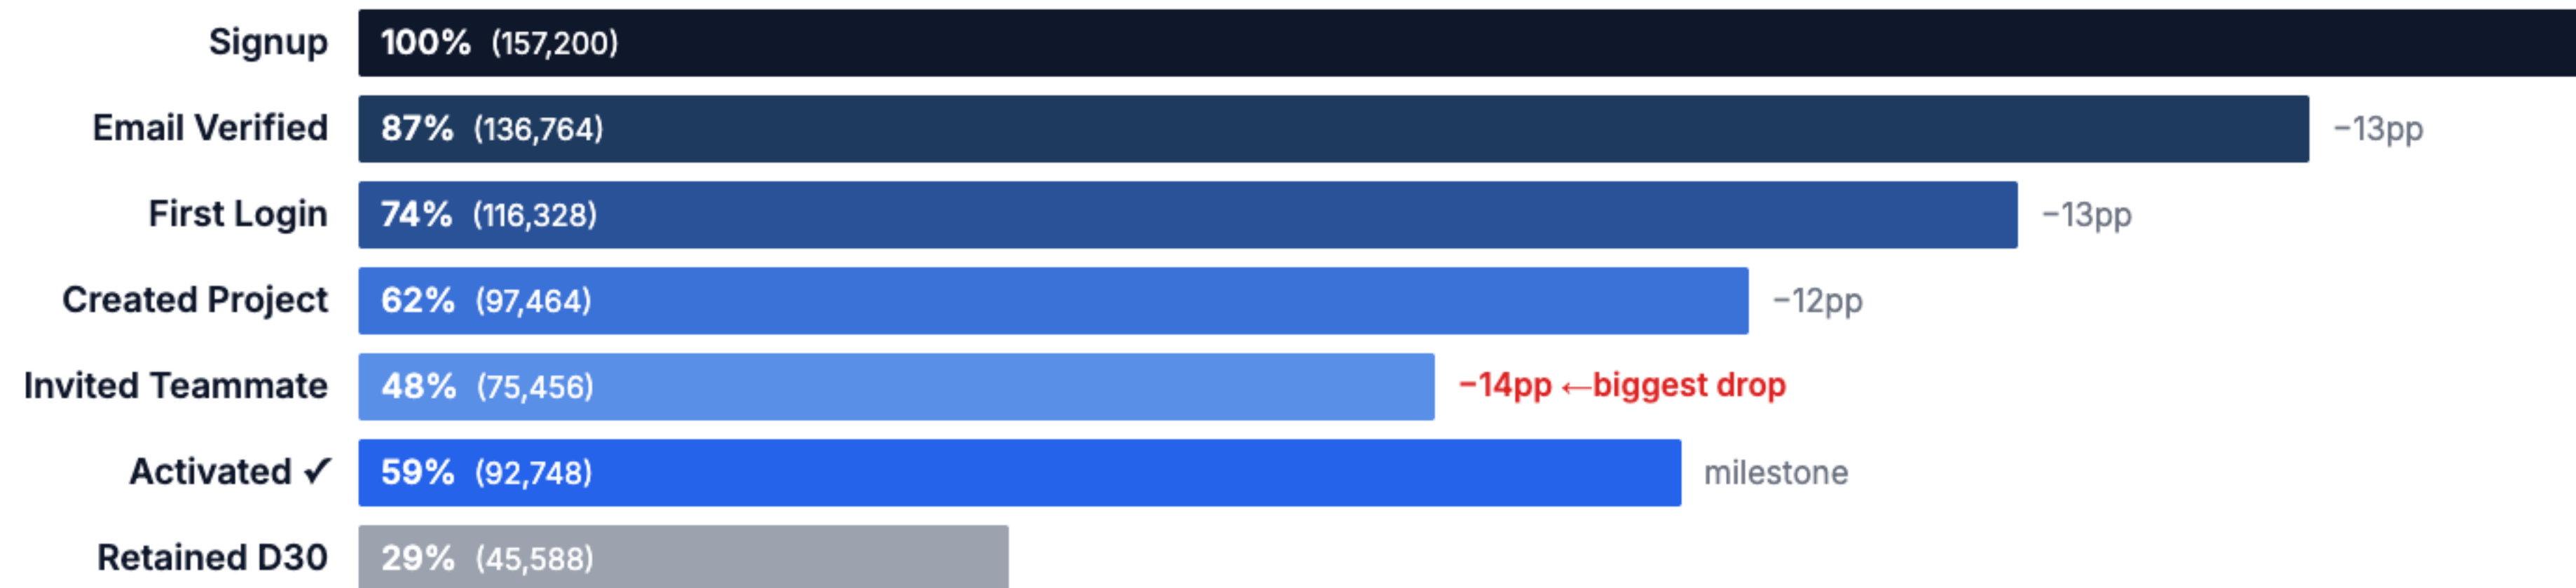 Signup 100% (157,200)
Email Verified 87% (136,764) −13pp
First Login 74% (116,328) −13pp
Created Project 62% (97,464) −12pp
Invited Teammate 48% (75,456) −14pp ←biggest drop
Activated ✓ 59% (92,748) milestone
Retained D30 29% (45,588)